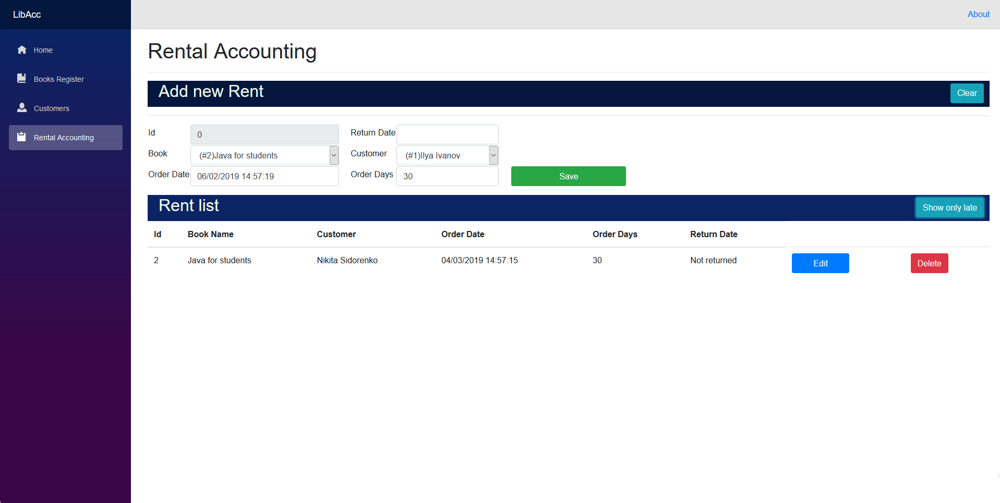 LibAcc
About
Home
Books Register
Customers
Rental Accounting
Rental Accounting
Add new Rent
Clear
Id 0 Return Date
Book (#2)Java for students Customer (#1)Ilya Ivanov
Order Date 06/02/2019 14:57:19 Order Days 30 Save
Rent list
Show only late
Id Book Name Customer Order Date Order Days Return Date
2 Java for students Nikita Sidorenko 04/03/2019 14:57:15 30 Not returned Edit Delete